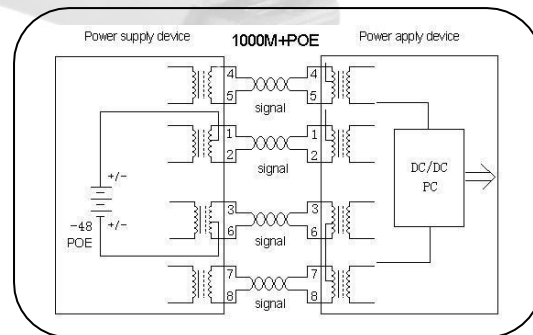 Power supply device 1000M+POE Power apply device
4 4
5 5
signal
1 1
2 2
signal
+/-
DC/DC
PC
-48
POE
+/-
3 3
6 6
signal
7 7
8 8
signal